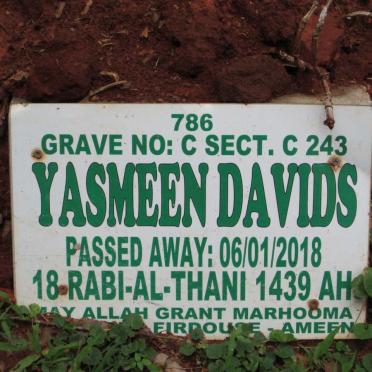 786
GRAVE NO: C SECT. C 243
YASMEEN DAVIDS
PASSED AWAY: 06/01/2018
18 RABI-AL-THANI 1439 AH
MAY ALLAH GRANT MARHOOMA
FIRDOUSE - AMEEN